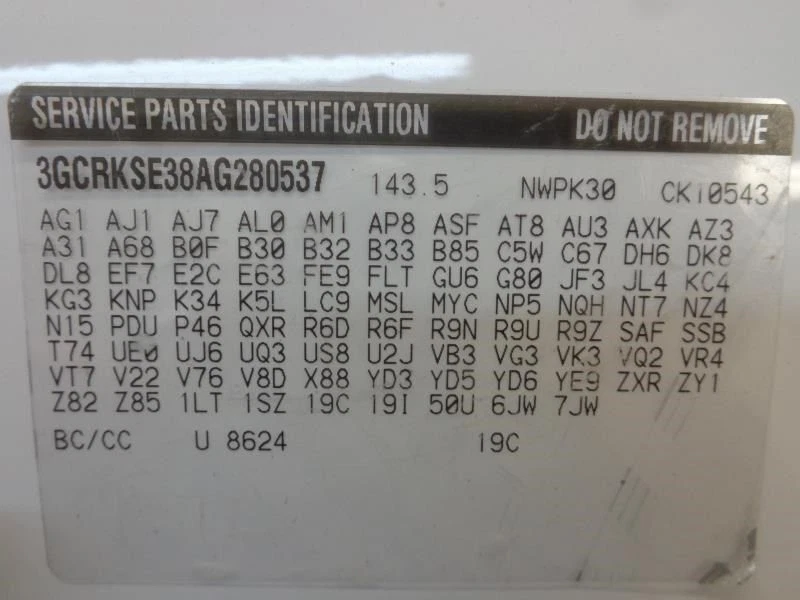 SERVICE PARTS IDENTIFICATION DO NOT REMOVE
3GCRKSE38AG280537 143.5 NWPK30 CK10543
AG1 AJ1 AJ7 AL0 AM1 AP8 ASF AT8 AU3 AXK AZ3
A31 A68 B0F B30 B32 B33 B85 C5W C67 DH6 DK8
DL8 EF7 E2C E63 FE9 FLT GU6 G80 JF3 JL4 KC4
KG3 KNP K34 K5L LC9 MSL MYC NP5 NQH NT7 NZ4
N15 PDU P46 QXR R6D R6F R9N R9U R9Z SAF SSB
T74 UE0 UJ6 UQ3 US8 U2J VB3 VG3 VK3 VQ2 VR4
VT7 V22 V76 V8D X88 YD3 YD5 YD6 YE9 ZXR ZY1
Z82 Z85 1LT 1SZ 19C 19I 50U 6JW 7JW
BC/CC U 8624 19C